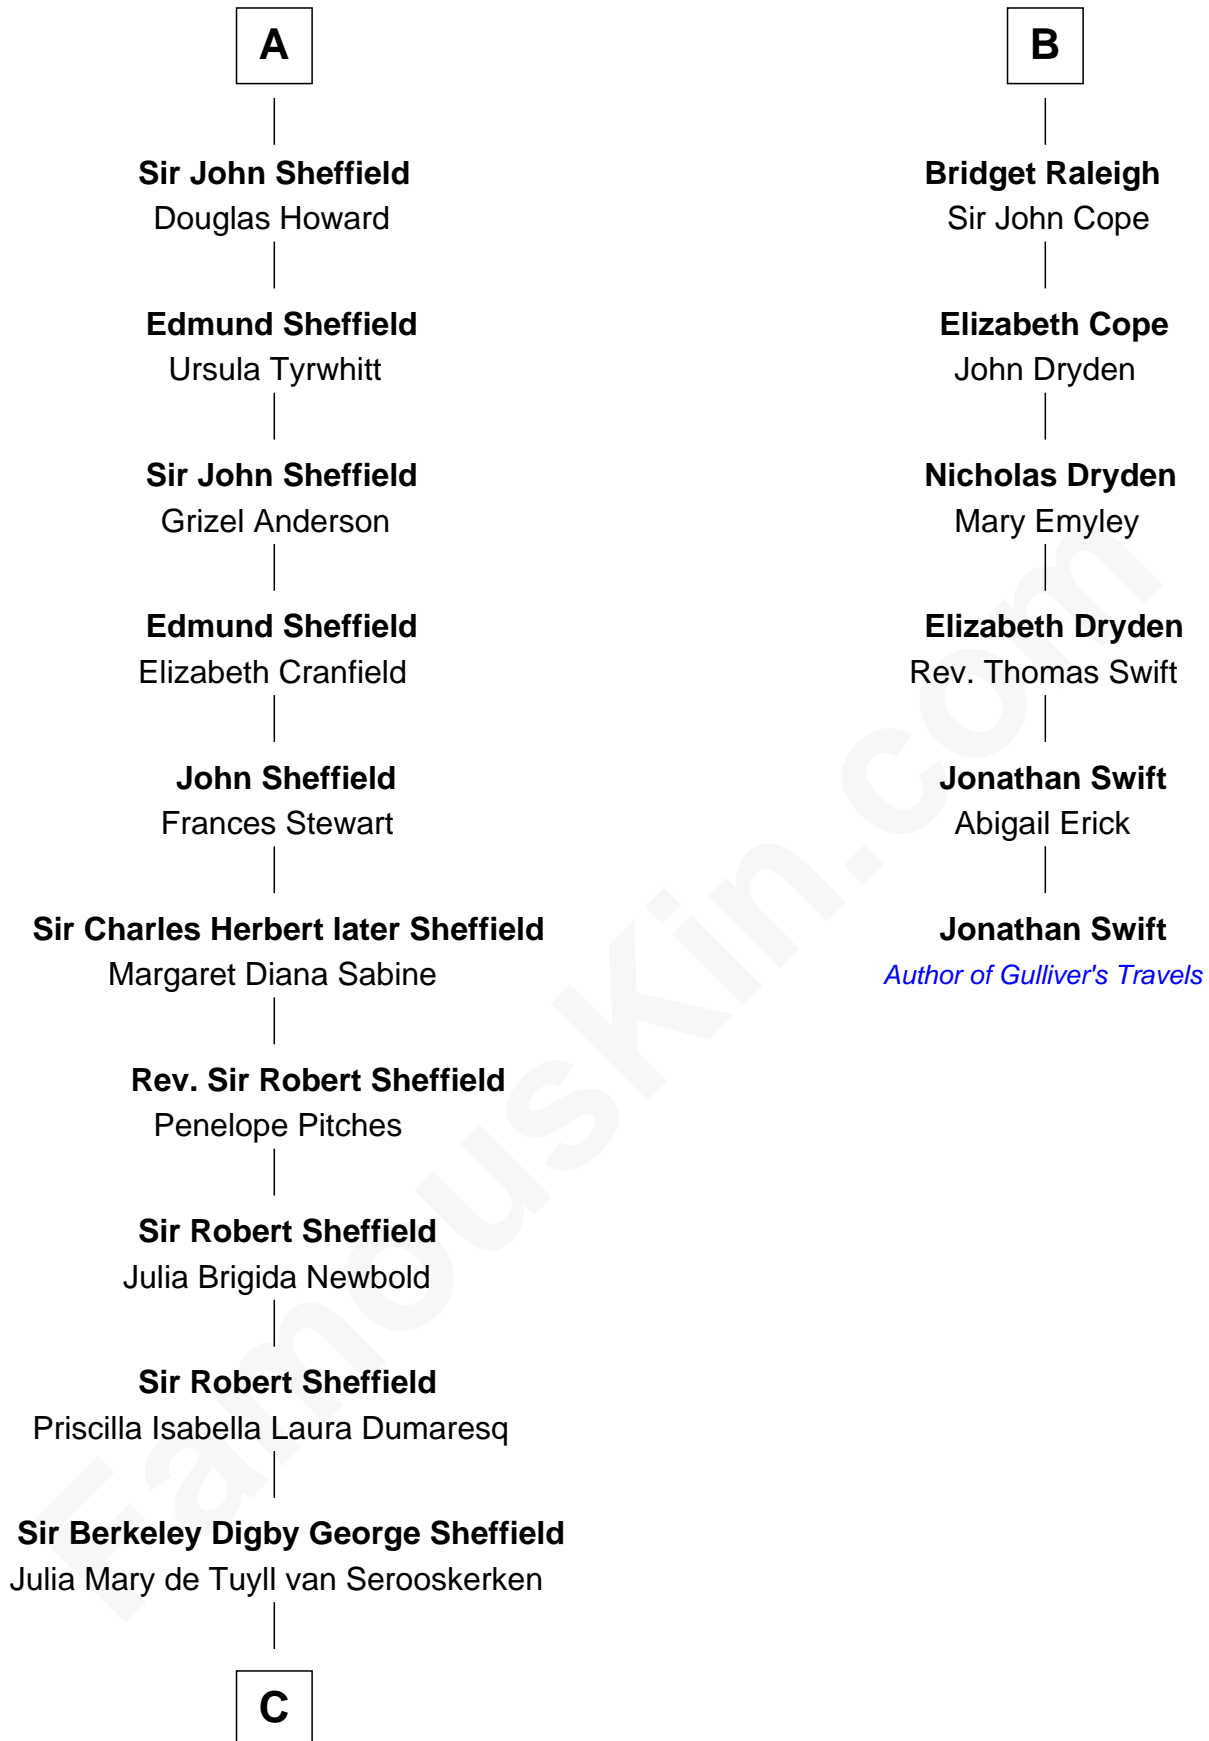 A
Sir John Sheffield
Douglas Howard
Edmund Sheffield
Ursula Tyrwhitt
Sir John Sheffield
Grizel Anderson
Edmund Sheffield
Elizabeth Cranfield
John Sheffield
Frances Stewart
Sir Charles Herbert later Sheffield
Margaret Diana Sabine
Rev. Sir Robert Sheffield
Penelope Pitches
Sir Robert Sheffield
Julia Brigida Newbold
Sir Robert Sheffield
Priscilla Isabella Laura Dumaresq
Sir Berkeley Digby George Sheffield
Julia Mary de Tuyll van Serooskerken
C
B
Bridget Raleigh
Sir John Cope
Elizabeth Cope
John Dryden
Nicholas Dryden
Mary Emyley
Elizabeth Dryden
Rev. Thomas Swift
Jonathan Swift
Abigail Erick
Jonathan Swift
Author of Gulliver's Travels
FamousKin.com